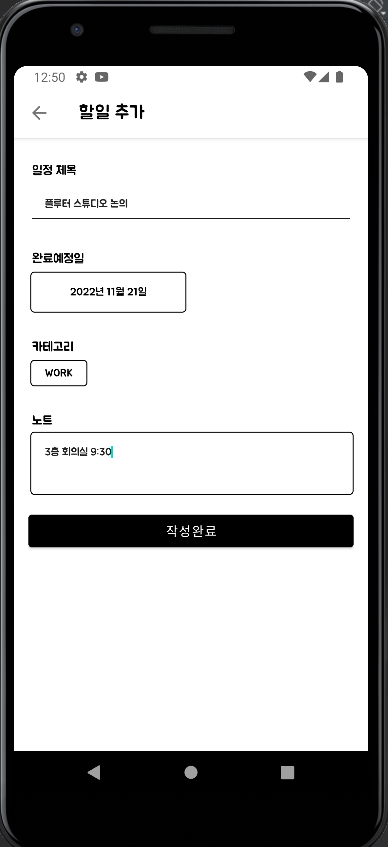 12:50
할일 추가
일정 제목
플루터 스튜디오 논의
완료예정일
2022년 11월 21일
카테고리
WORK
노트
3층 회의실 9:30
작성완료